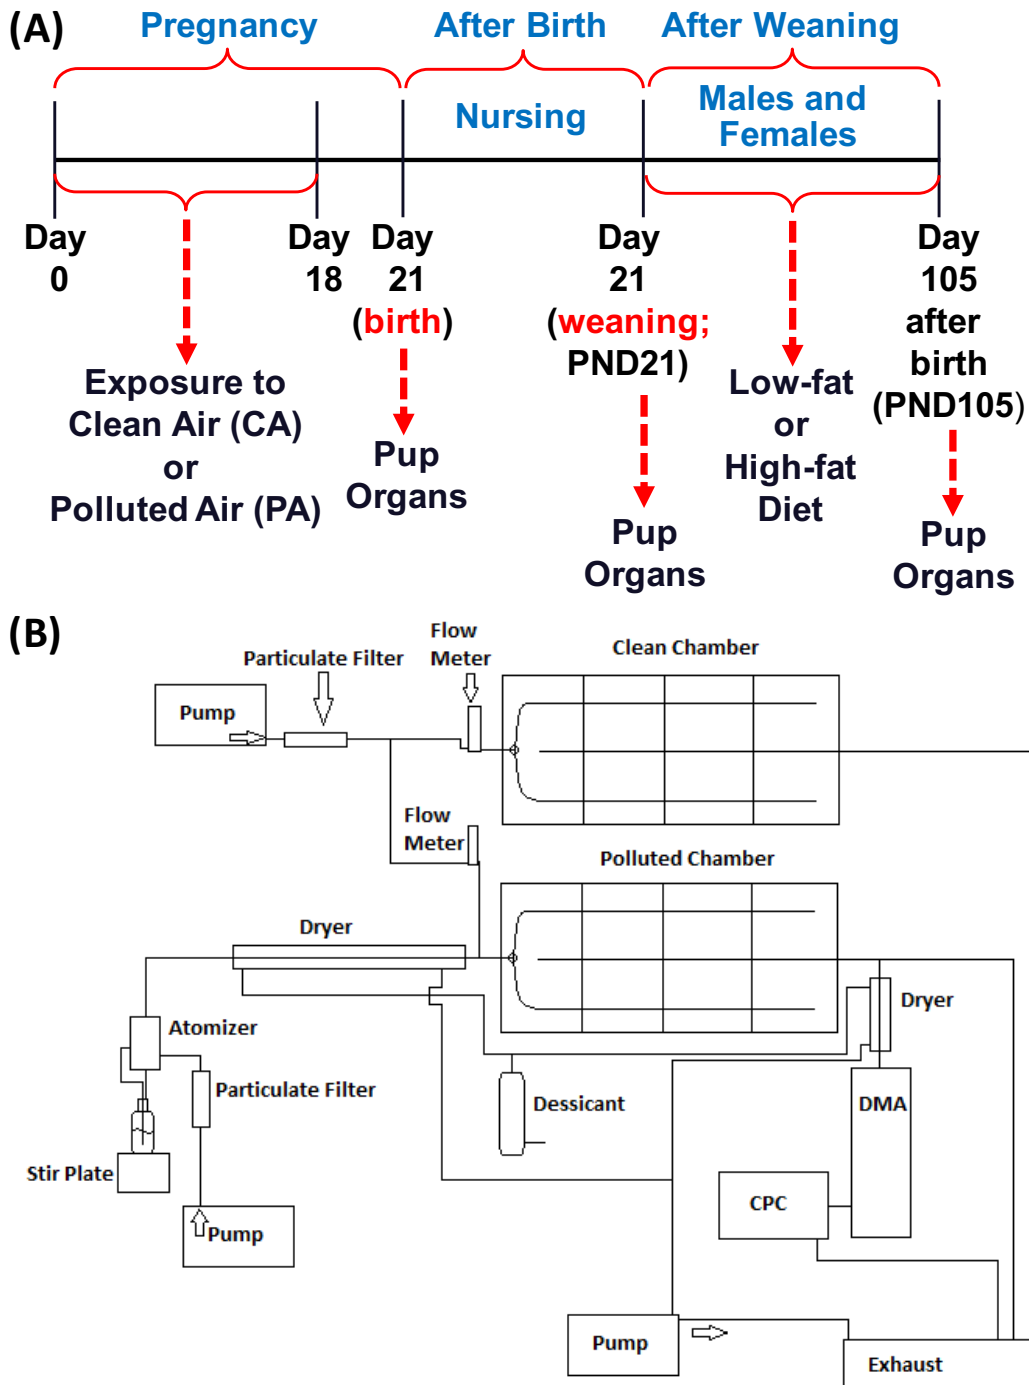 (A)
Pregnancy
After Birth
After Weaning
Nursing
Males and
Females
Day
0
Day
18
Day
21
(birth)
Day
21
(weaning;
PND21)
Day
105
after
birth
(PND105)
Exposure to
Clean Air (CA)
or
Polluted Air (PA)
Pup
Organs
Pup
Organs
Low-fat
or
High-fat
Diet
Pup
Organs
(B)
Particulate Filter
Flow
Meter
Clean Chamber
Pump
Flow
Meter
Polluted Chamber
Dryer
Atomizer
Particulate Filter
Dessicant
Dryer
DMA
Stir Plate
CPC
Pump
Pump
Exhaust